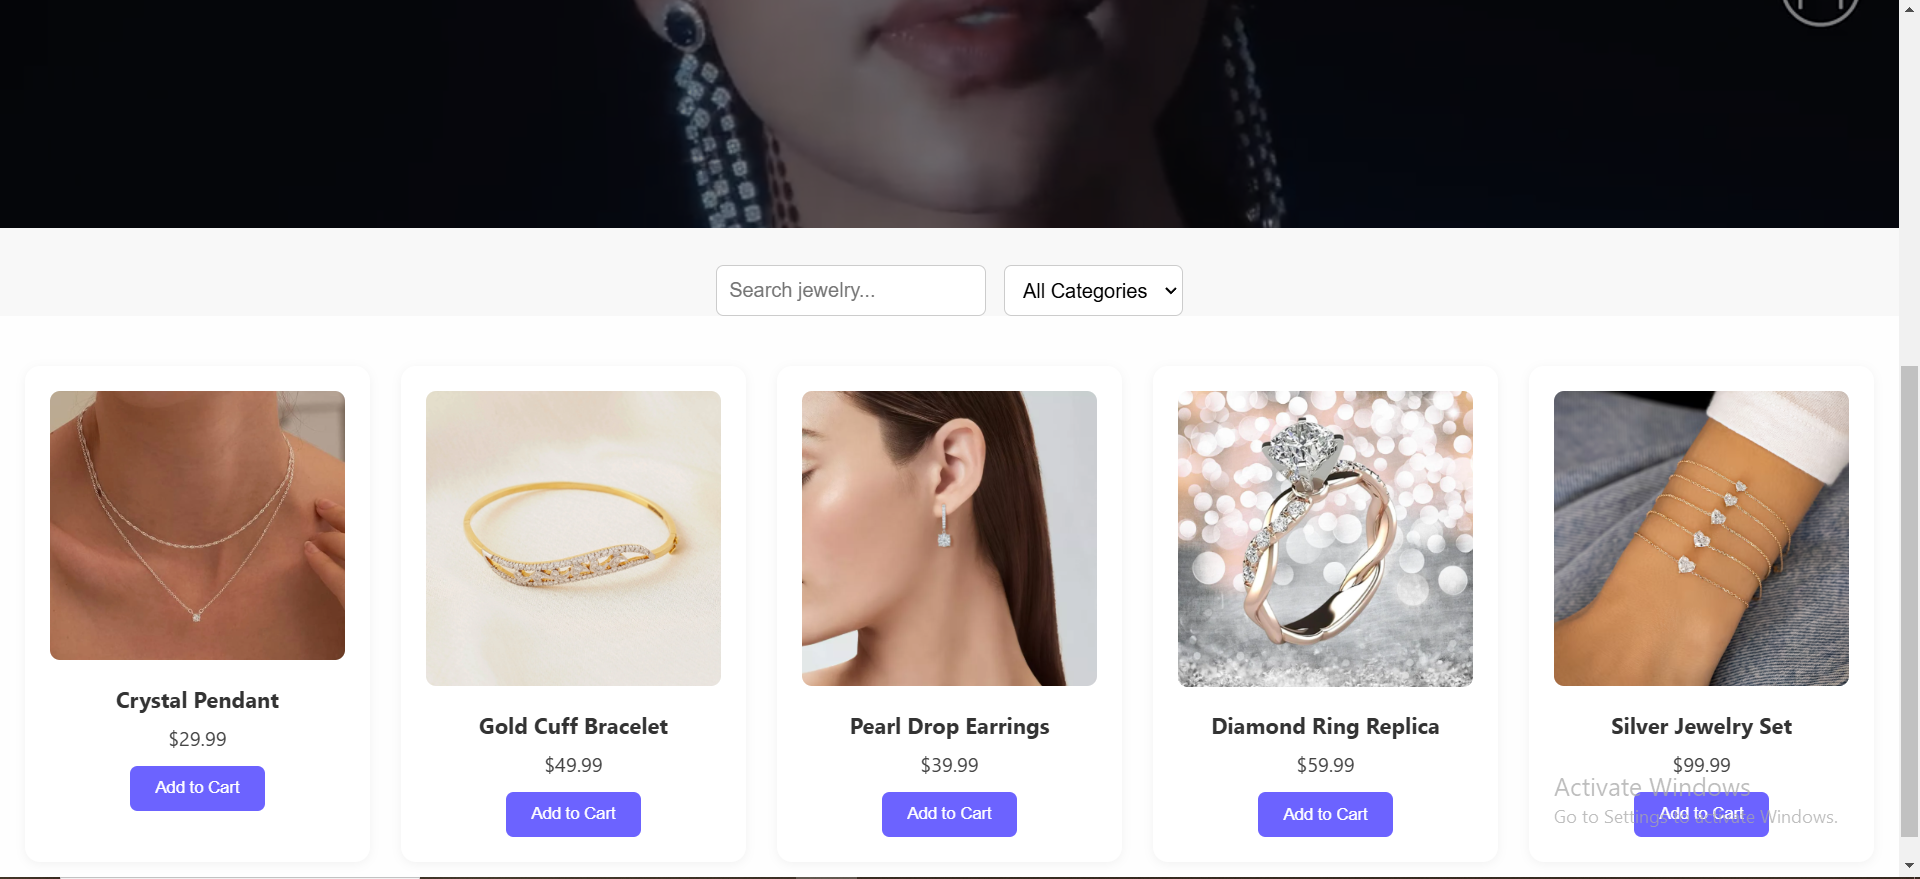 Search jewelry...
All Categories
Crystal Pendant
$29.99
Add to Cart
Gold Cuff Bracelet
$49.99
Add to Cart
Pearl Drop Earrings
$39.99
Add to Cart
Diamond Ring Replica
$59.99
Add to Cart
Silver Jewelry Set
$99.99
Add to Cart
Activate Windows
Go to Settings to activate Windows.